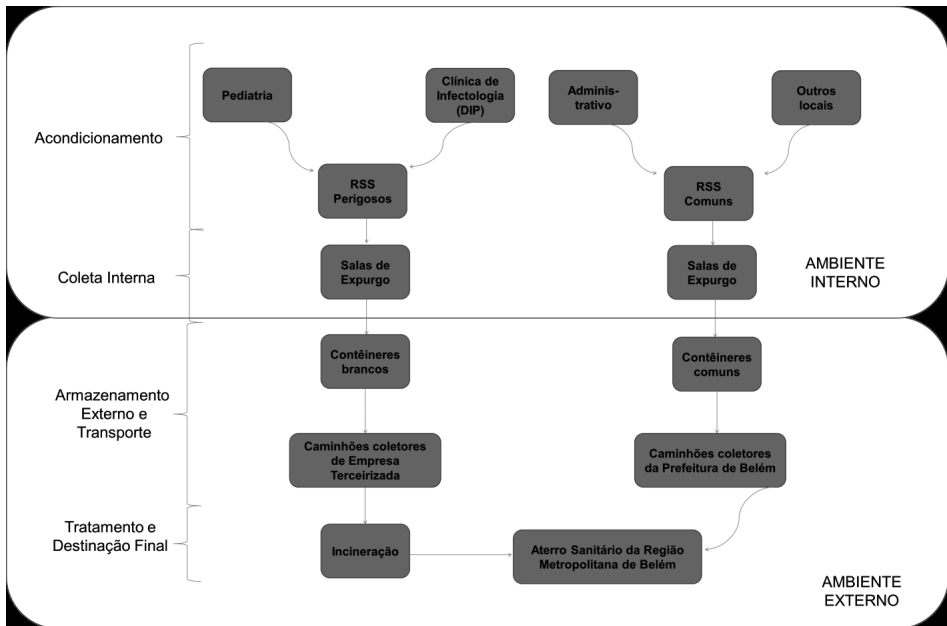 Pediatria
Clínica de
Infectologia
(DIP)
Adminis-
trativo
Outros
locais
Acondicionamento
RSS
Perigosos
RSS
Comuns
Coleta Interna
Salas de
Expurgo
Salas de
Expurgo
AMBIENTE
INTERNO
Armazenamento
Externo e
Transporte
Contêineres
brancos
Contêineres
comuns
Caminhões coletores
de Empresa
Terceirizada
Caminhões coletores
da Prefeitura de Belém
Tratamento e
Destinação Final
Incineração
Aterro Sanitário da Região
Metropolitana de Belém
AMBIENTE
EXTERNO